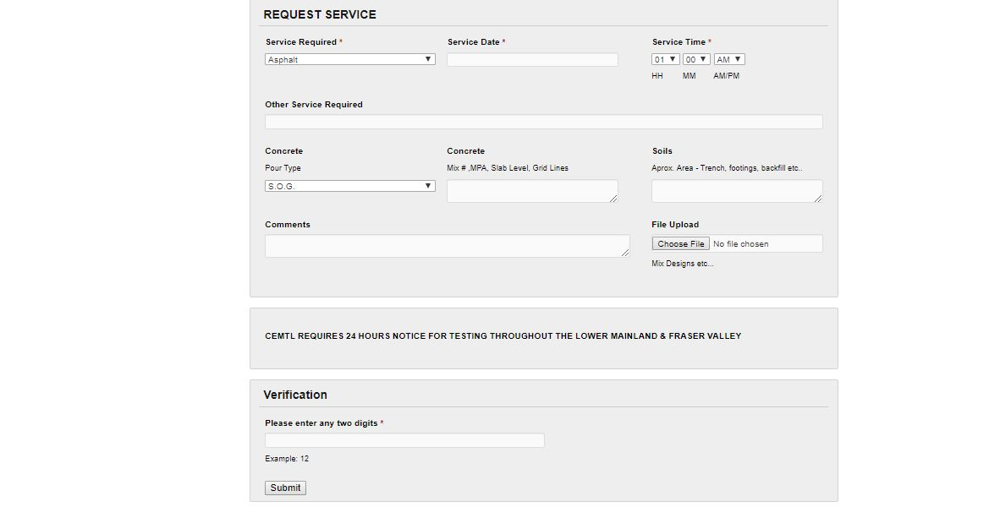 REQUEST SERVICE
Service Required * Service Date * Service Time *
Asphalt 01 00 AM
HH MM AM/PM
Other Service Required
Concrete Concrete Soils
Pour Type Mix # ,MPA, Slab Level, Grid Lines Aprox. Area - Trench, footings, backfill etc..
S.O.G.
Comments File Upload
Choose File No file chosen
Mix Designs etc...
CEMTL REQUIRES 24 HOURS NOTICE FOR TESTING THROUGHOUT THE LOWER MAINLAND & FRASER VALLEY
Verification
Please enter any two digits *
Example: 12
Submit